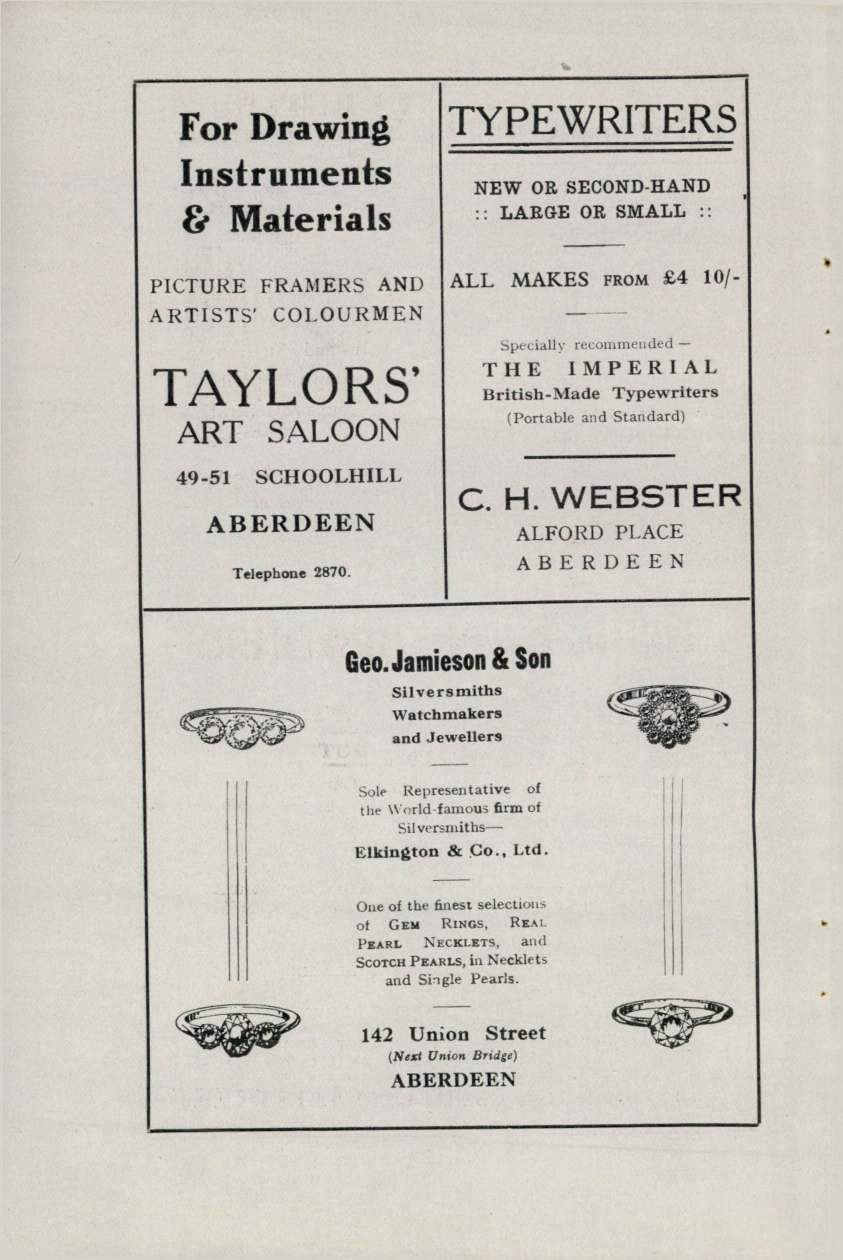 For Drawing
Instruments
& Materials
PICTURE FRAMERS AND
ARTISTS' COLOURMEN
TAYLORS'
ART SALOON
49-51 SCHOOLHILL
ABERDEEN
Telephone 2870.
TYPEWRITERS
NEW OR SECOND-HAND
:: LARGE OR SMALL ::
ALL MAKES FROM £4 10/-
Specially recommended —
THE IMPERIAL
British-Made Typewriters
(Portable and Standard)
C. H. WEBSTER
ALFORD PLACE
ABERDEEN
Geo. Jamieson & Son
Silversmiths
Watchmakers
and Jewellers
Sole Representative of
the World-famous firm of
Silversmiths—
Elkington & Co., Ltd.
One of the finest selections
of GEM RINGS, REAL
PEARL NECKLETS, and
SCOTCH PEARLS, in Necklets
and Single Pearls.
142 Union Street
(Next Union Bridge)
ABERDEEN